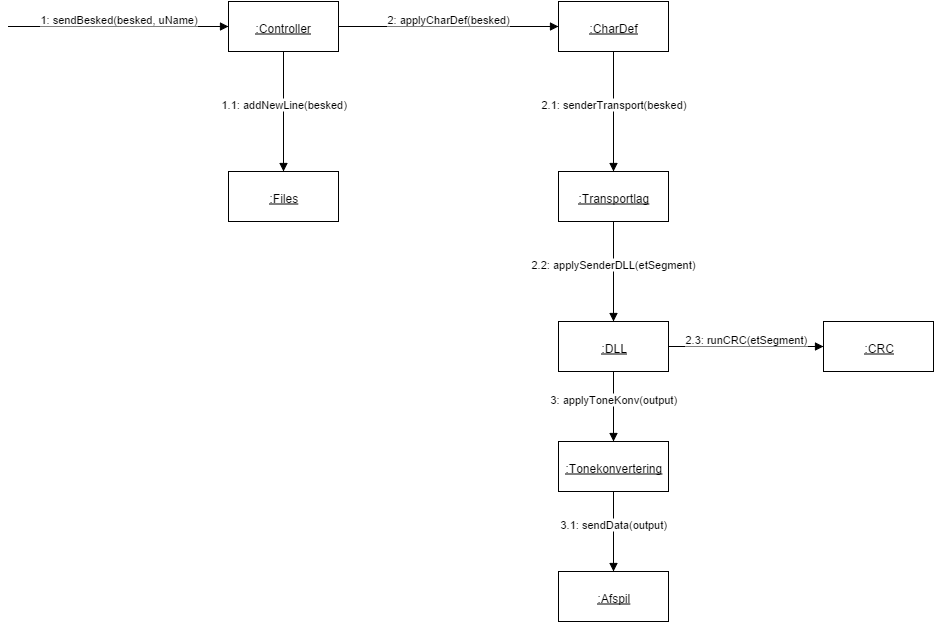 1: sendBesked(besked, uName)
:Controller
2: applyCharDef(besked)
:CharDef
1.1: addNewLine(besked)
2.1: senderTransport(besked)
:Files
:Transportlag
2.2: applySenderDLL(etSegment)
:DLL
2.3: runCRC(etSegment)
:CRC
3: applyToneKonv(output)
:Tonekonvertering
3.1: sendData(output)
:Afspil